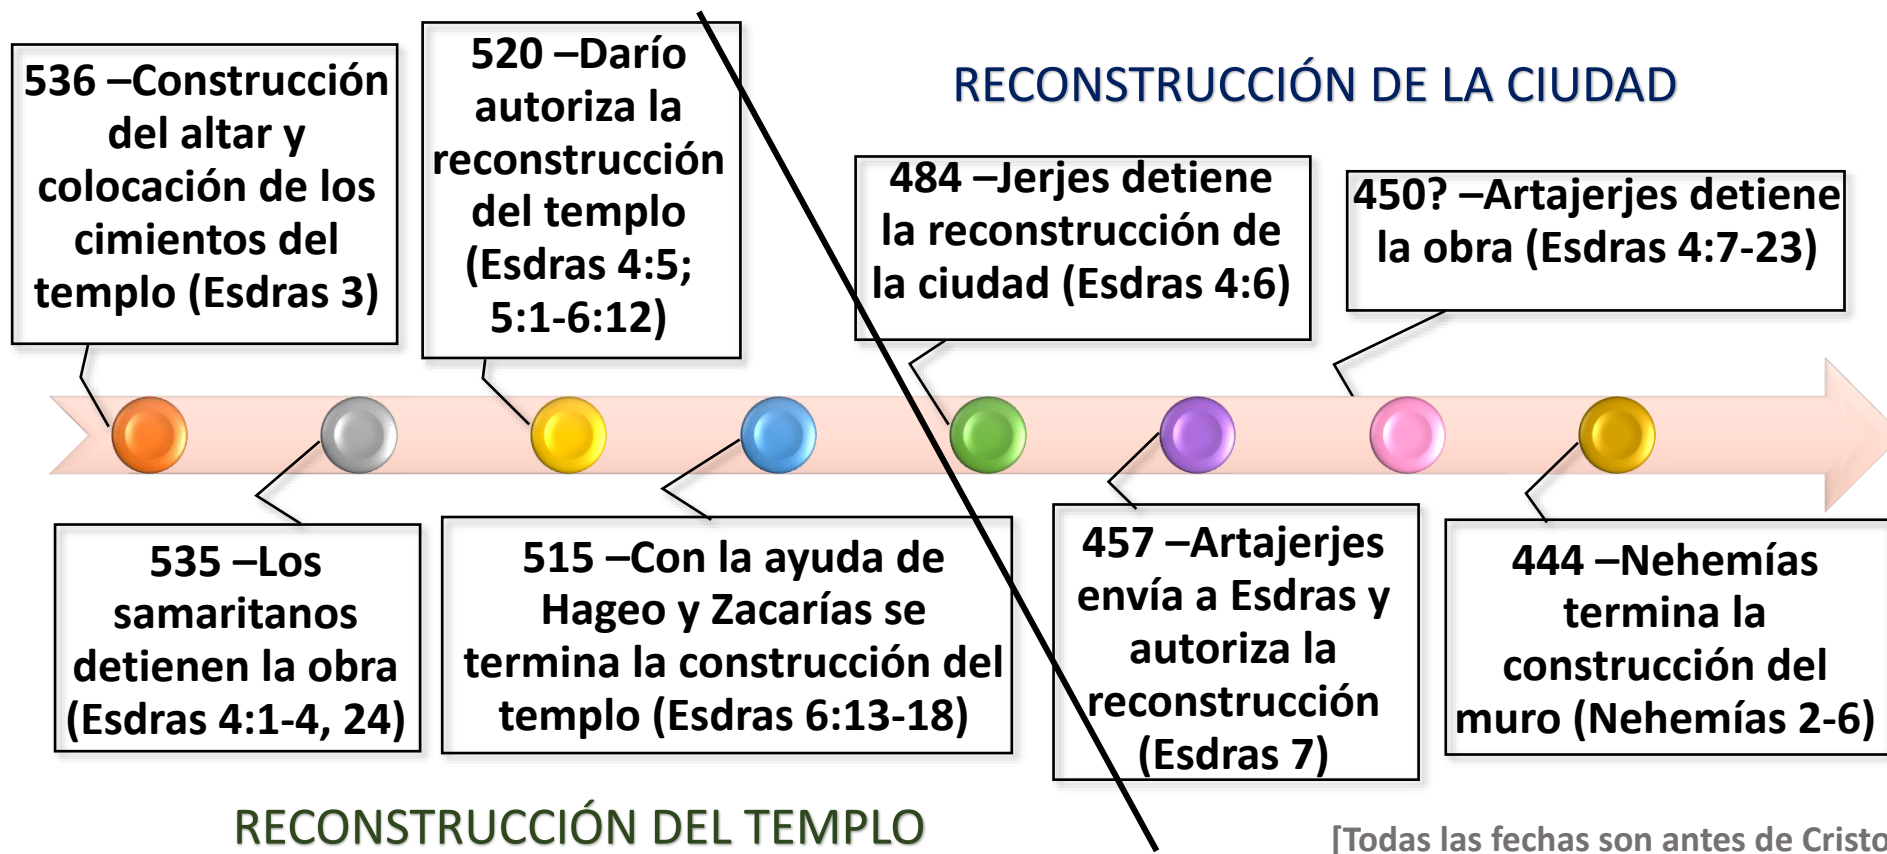 536 –Construcción
del altar y
colocación de los
cimientos del
templo (Esdras 3)
520 –Darío
autoriza la
reconstrucción
del templo
(Esdras 4:5;
5:1-6:12)
RECONSTRUCCIÓN DE LA CIUDAD
484 –Jerjes detiene
la reconstrucción de
la ciudad (Esdras 4:6)
450? –Artajerjes detiene
la obra (Esdras 4:7-23)
535 –Los
samaritanos
detienen la obra
(Esdras 4:1-4, 24)
515 –Con la ayuda de
Hageo y Zacarías se
termina la construcción del
templo (Esdras 6:13-18)
457 –Artajerjes
envía a Esdras y
autoriza la
reconstrucción
(Esdras 7)
444 –Nehemías
termina la
construcción del
muro (Nehemías 2-6)
RECONSTRUCCIÓN DEL TEMPLO
[Todas las fechas son antes de Cristo